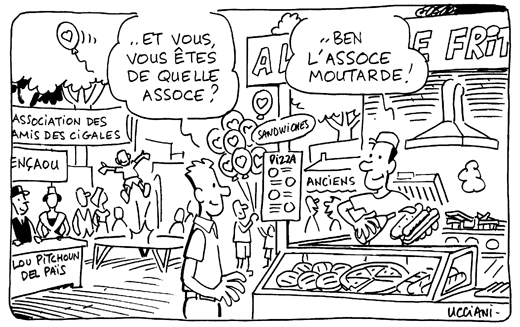 ..ET VOUS,
VOUS ÊTES
DE QUELLE
ASSOCE?
..BEN
L'ASSOCE
MOUTARDE!
A
E FRIT
ASSOCIATION DES
AMIS DES CIGALES
ENÇAOU
LOU PITCHOUN
DEL PAÏS
SANDWICHES
PIZZA
ANCIENS
UCCIANI-